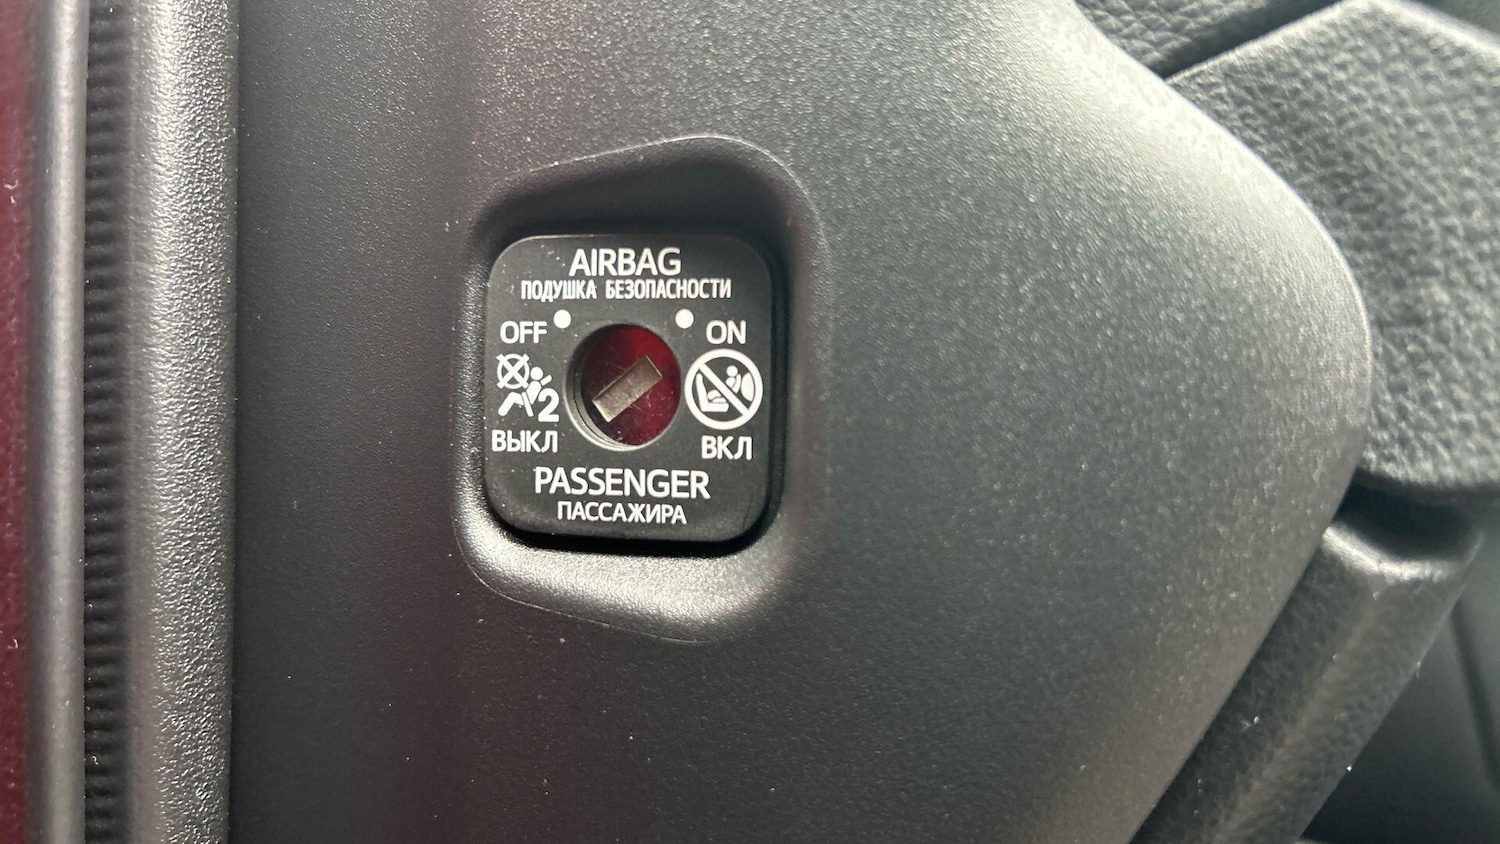 AIRBAG
ПОДУШКА БЕЗОПАСНОСТИ
OFF ON
2
ВЫКЛ ВКЛ
PASSENGER
ПАССАЖИРА